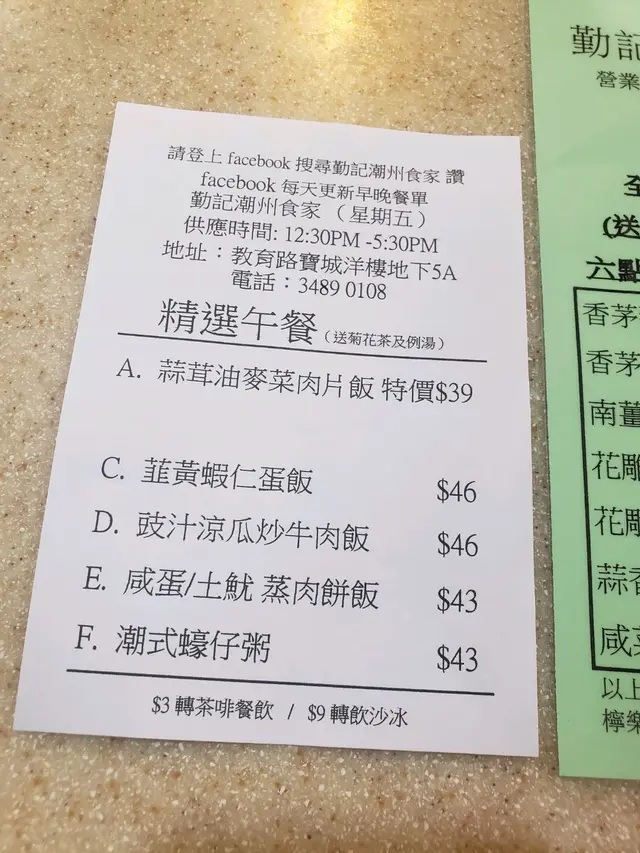 請登上 facebook 搜尋勤記潮州食家 讚
facebook 每天更新早晚餐單
勤記潮州食家 （星期五）
供應時間: 12:30PM -5:30PM
地址：教育路寶城洋樓地下5A
電話：3489 0108
精選午餐（送菊花茶及例湯）
A. 蒜茸油麥菜肉片飯 特價$39
C. 韮黃蝦仁蛋飯 $46
D. 豉汁涼瓜炒牛肉飯 $46
E. 咸蛋/土魷 蒸肉餅飯 $43
F. 潮式蠔仔粥 $43
$3 轉茶啡餐飲 / $9 轉飲沙冰
勤記
營業
(送
六點
香茅
香茅
南薑
花雕
花雕
蒜香
咸菜
以上
檸樂